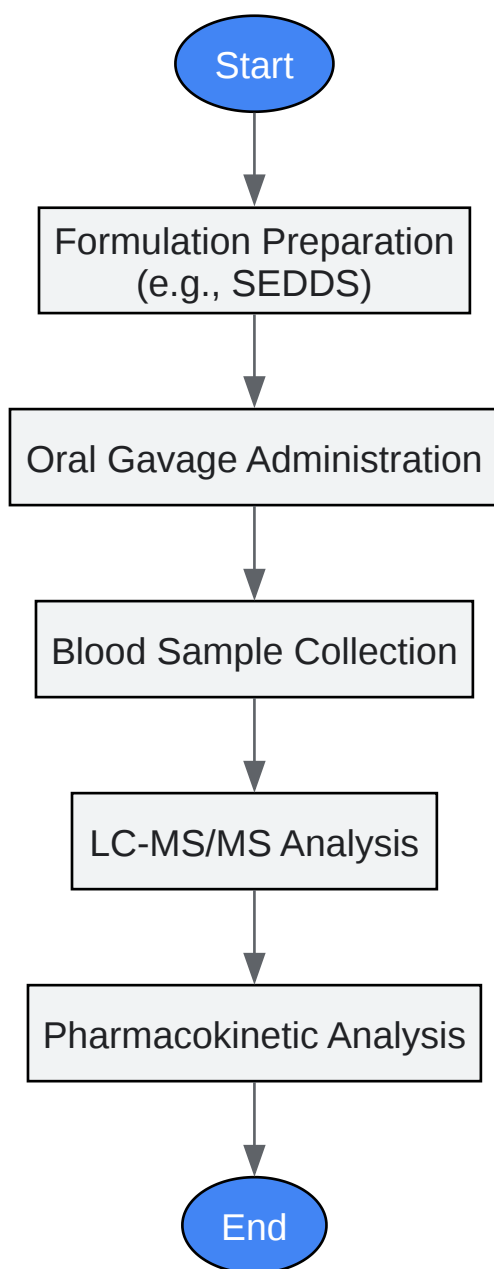 Start
Formulation Preparation
(e.g., SEDDS)
Oral Gavage Administration
Blood Sample Collection
LC-MS/MS Analysis
Pharmacokinetic Analysis
End